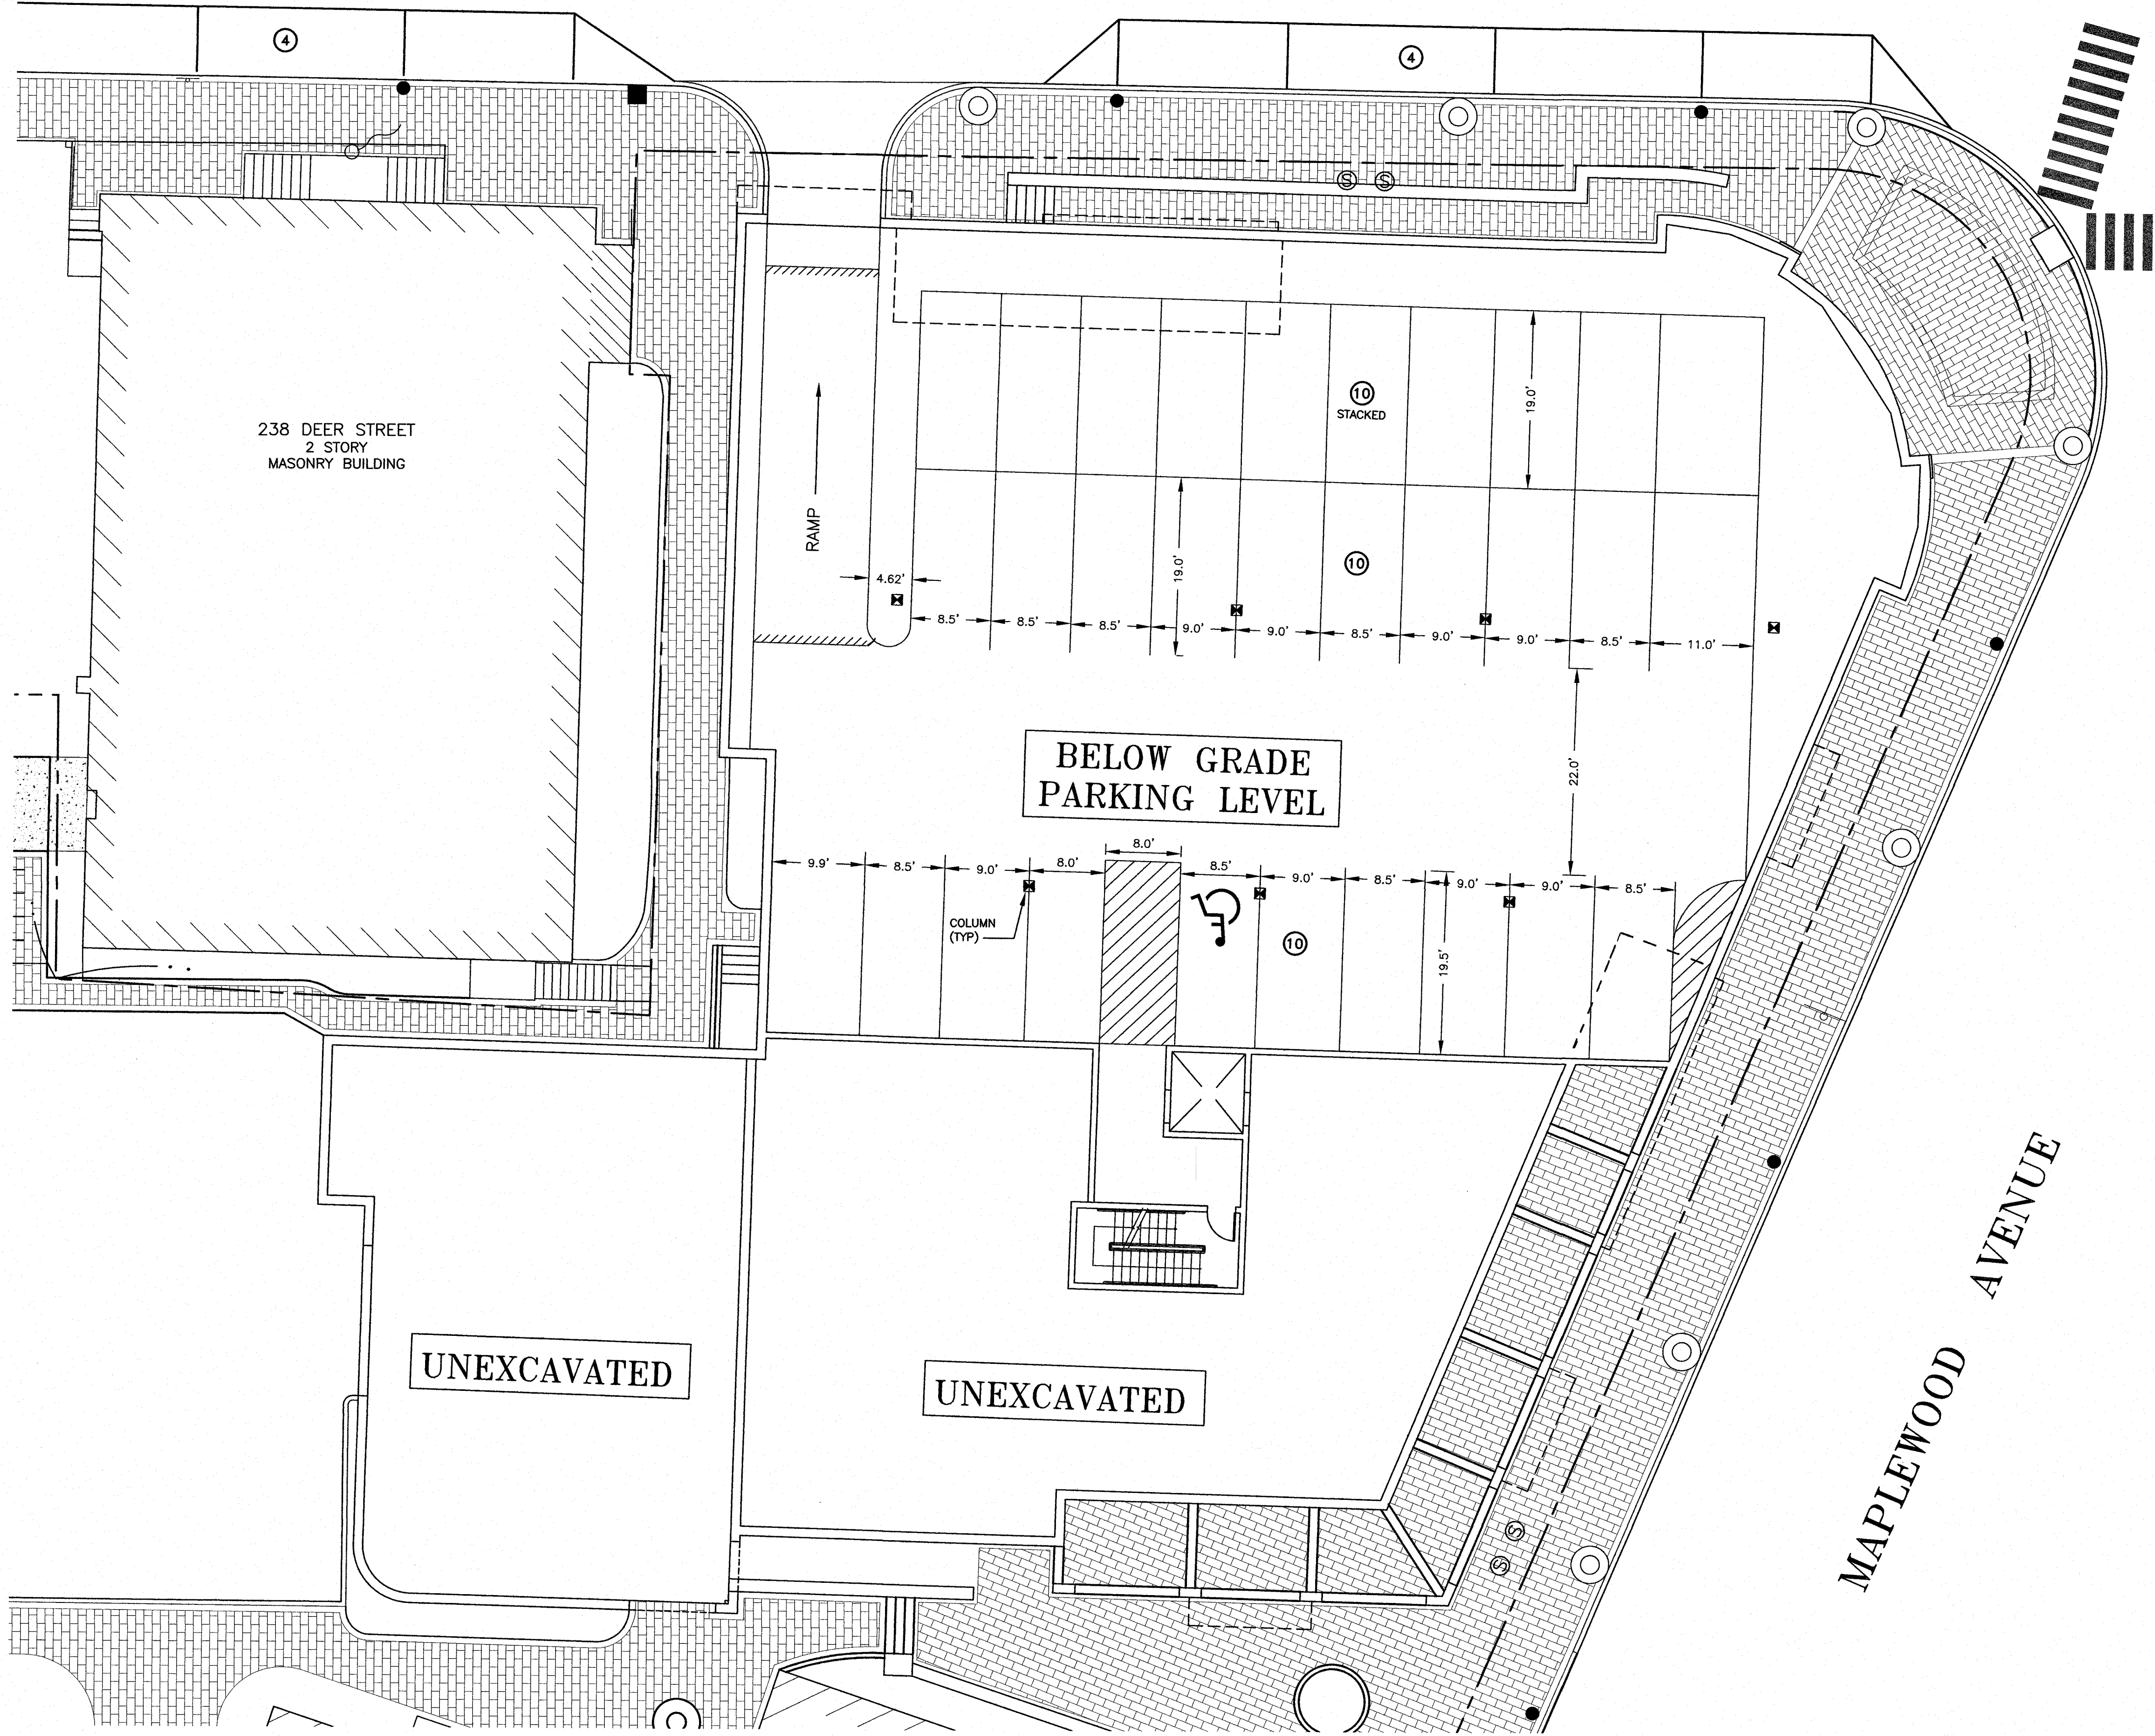 4
4
S S
238 DEER STREET
2 STORY
MASONRY BUILDING
RAMP
10
STACKED
19.0'
19.0'
10
4.62'
8.5' 8.5' 8.5' 9.0' 9.0' 8.5' 9.0' 9.0' 8.5' 11.0'
BELOW GRADE
PARKING LEVEL
22.0'
8.0'
9.9' 8.5' 9.0' 8.0' 8.5' 9.0' 8.5' 9.0' 9.0' 8.5'
COLUMN
(TYP)
10
19.5'
UNEXCAVATED
UNEXCAVATED
S
S
MAPLEWOOD AVENUE